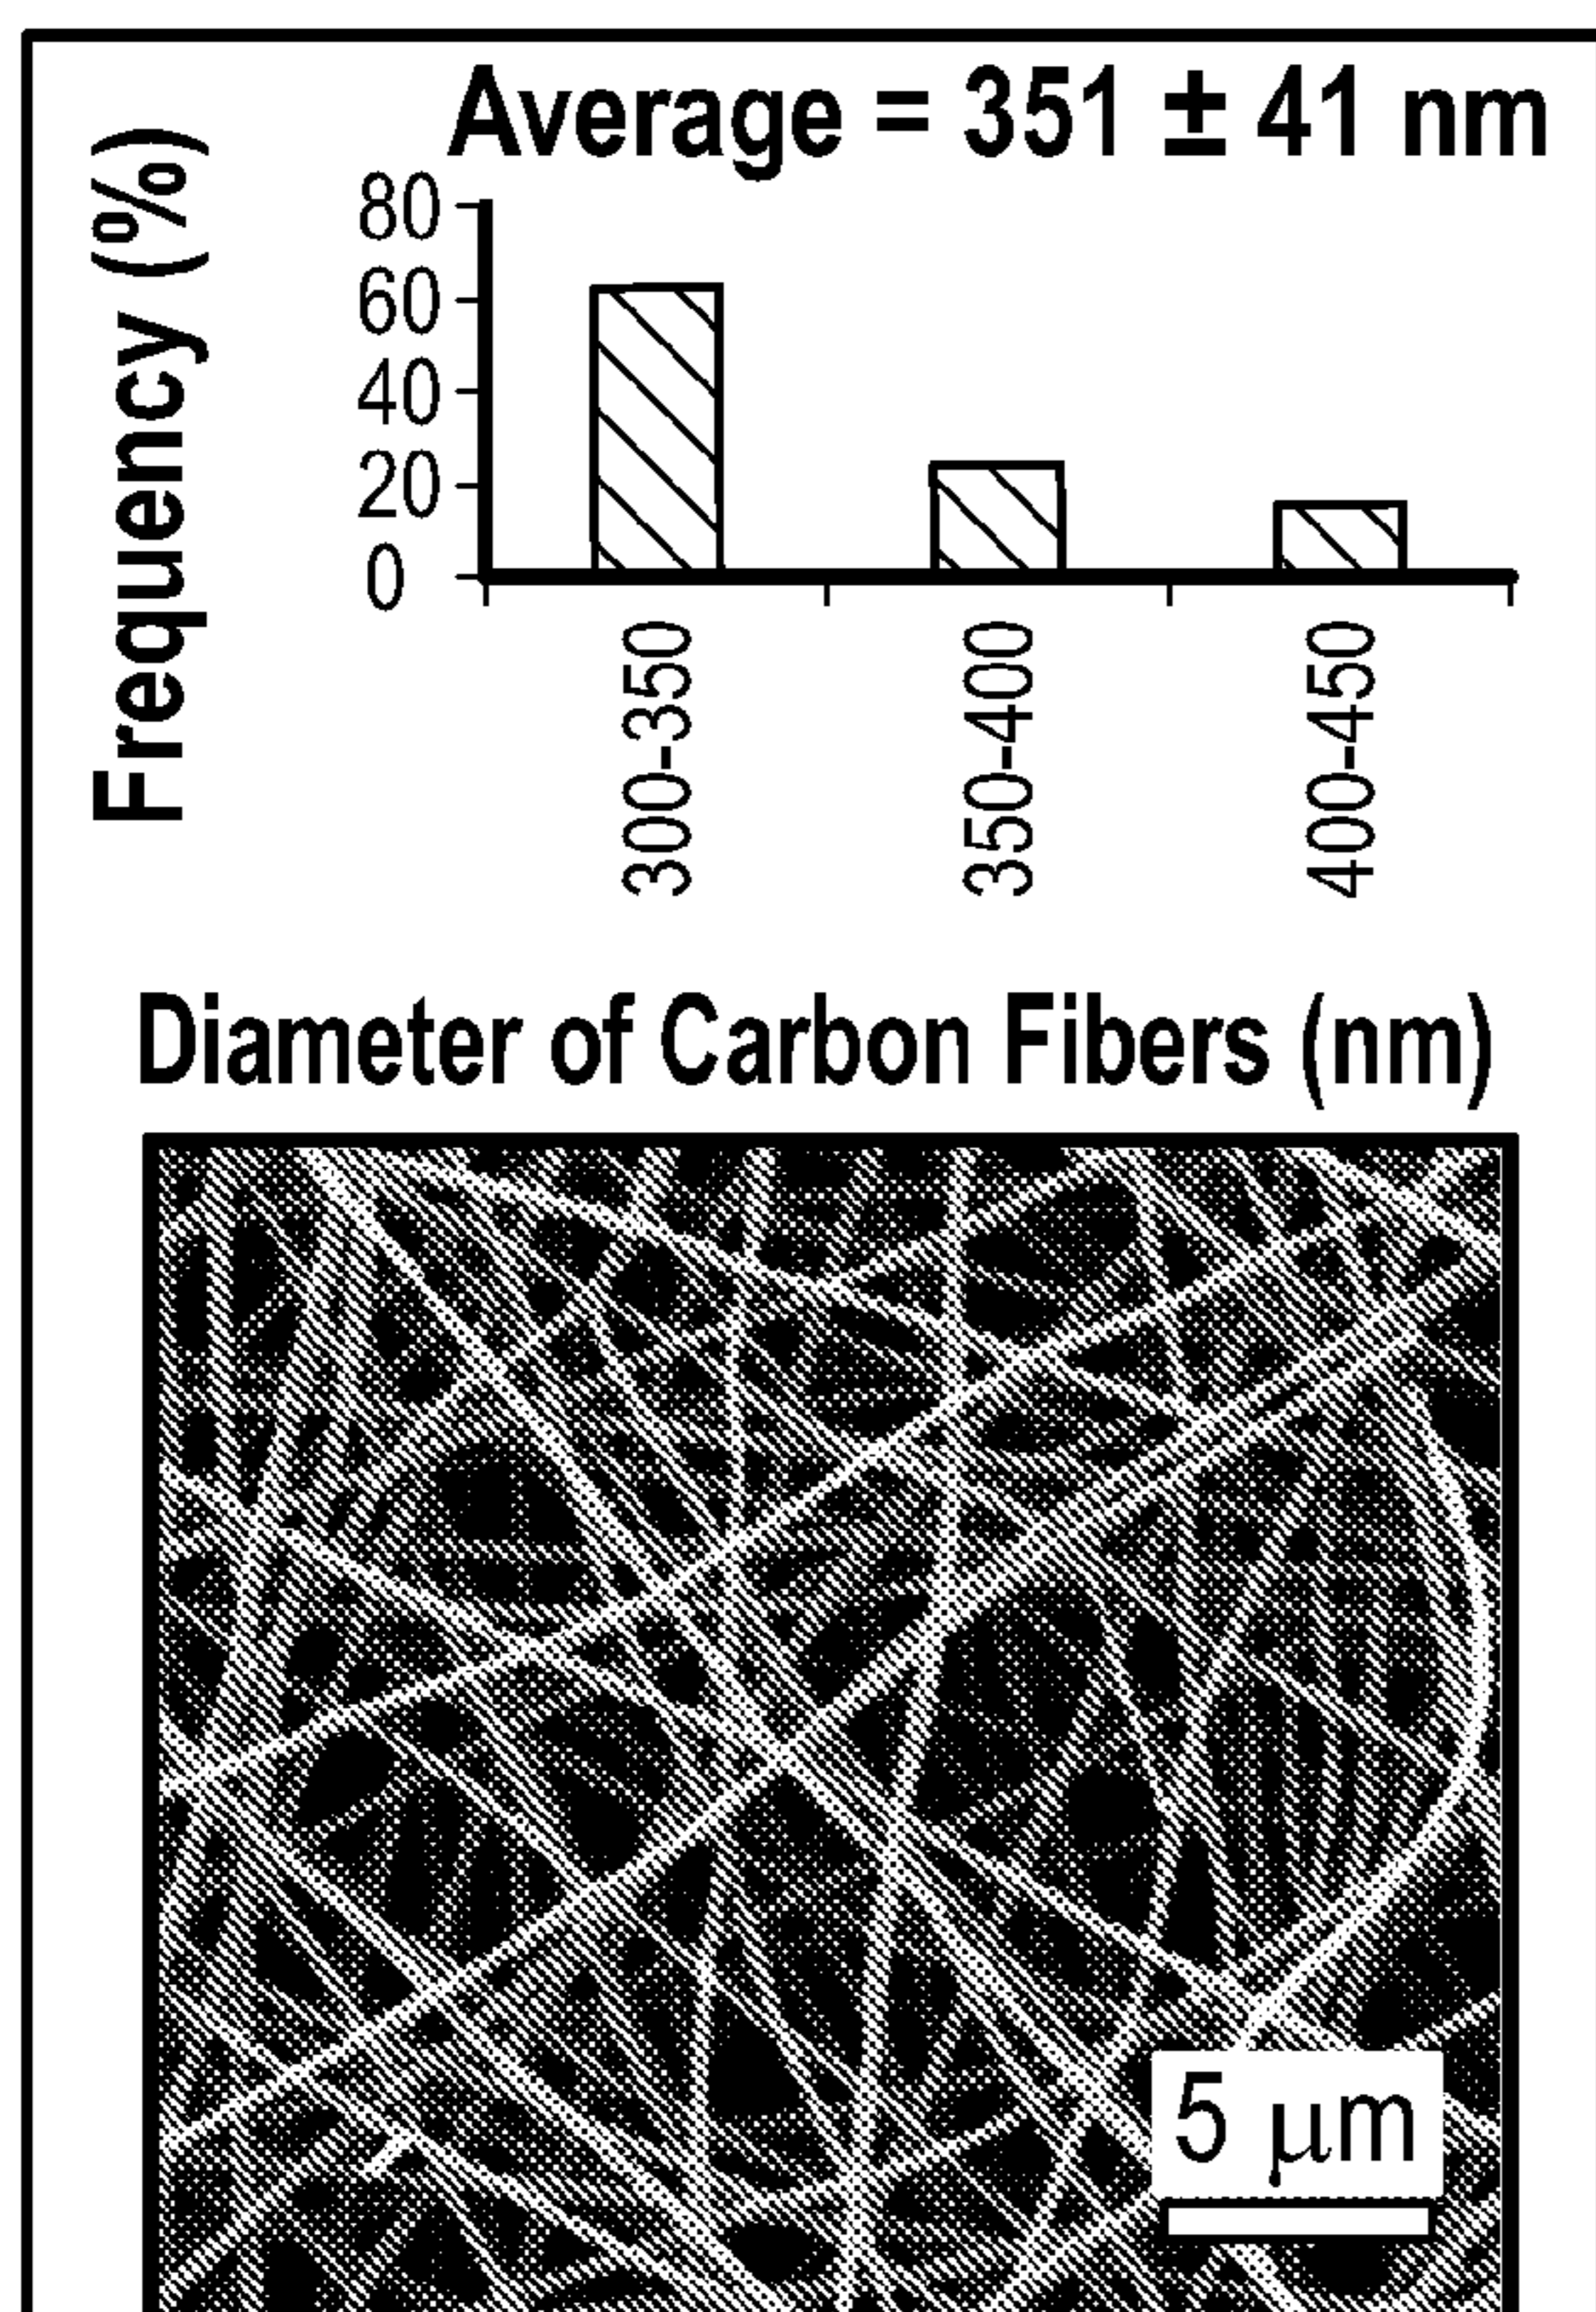 Average = 351 ± 41 nm
Frequency (%)
80
60
40
20
0
300-350
350-400
400-450
Diameter of Carbon Fibers (nm)
5 μm